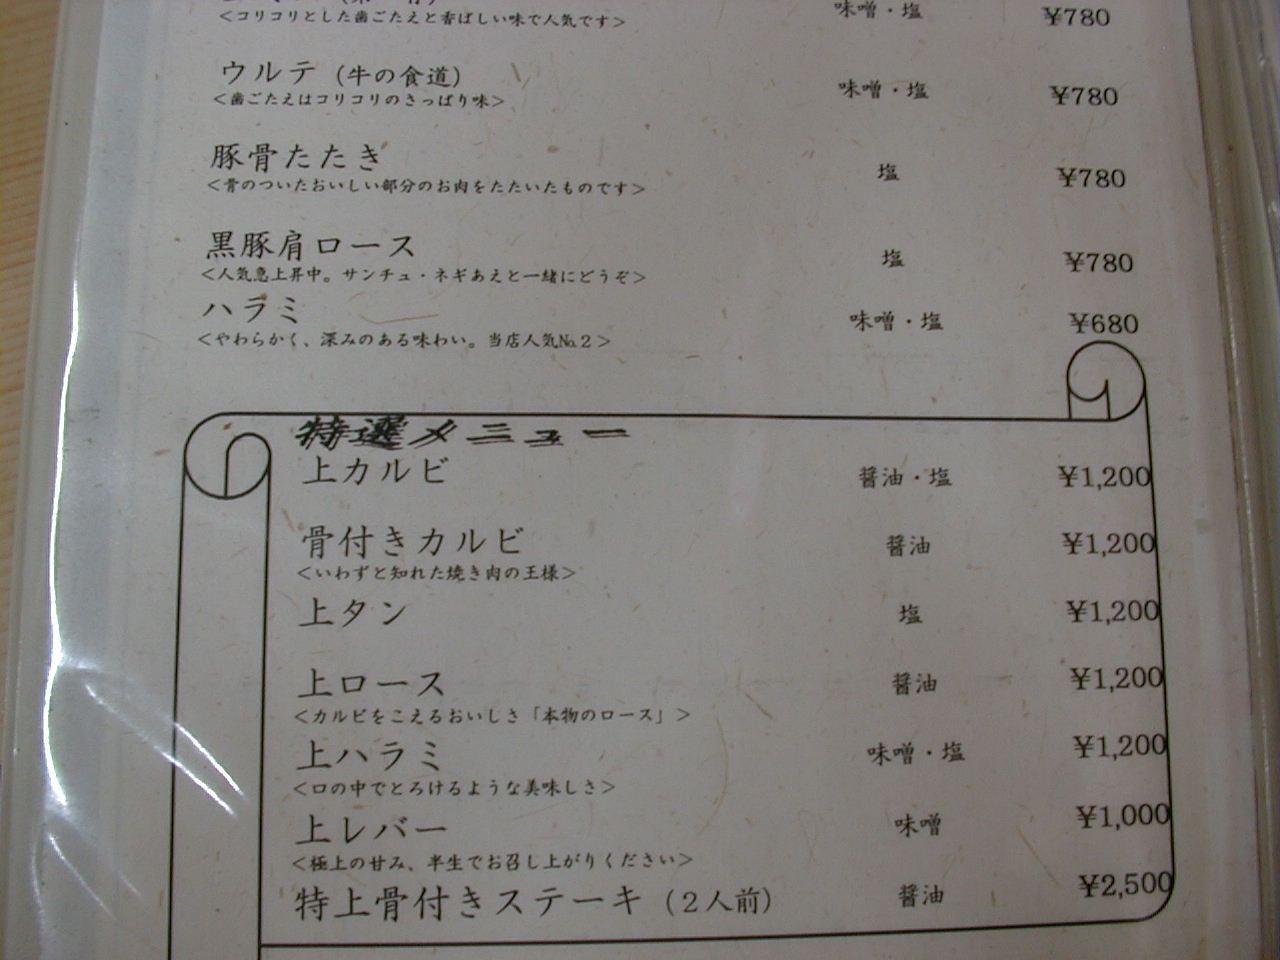 <コリコリとした歯ごたえと香ばしい味で人気です> 味噌・塩 ¥780
ウルテ (牛の食道) 味噌・塩 ¥780
<歯ごたえはコリコリのさっぱり味>
豚骨たたき 塩 ¥780
<骨のついたおいしい部分のお肉をたたいたものです>
黒豚肩ロース 塩 ¥780
<人気急上昇中。サンチュ・ネギあえと一緒にどうぞ>
ハラミ 味噌・塩 ¥680
<やわらかく、深みのある味わい。当店人気№2>
特選メニュー
上カルビ 醤油・塩 ¥1,200
骨付きカルビ 醤油 ¥1,200
<いわずと知れた焼き肉の王様>
上タン 塩 ¥1,200
上ロース 醤油 ¥1,200
<カルビをこえるおいしさ「本物のロース」>
上ハラミ 味噌・塩 ¥1,200
<口の中でとろけるような美味しさ>
上レバー 味噌 ¥1,000
<極上の甘み、半生でお召し上がりください>
特上骨付きステーキ (2人前) 醤油 ¥2,500